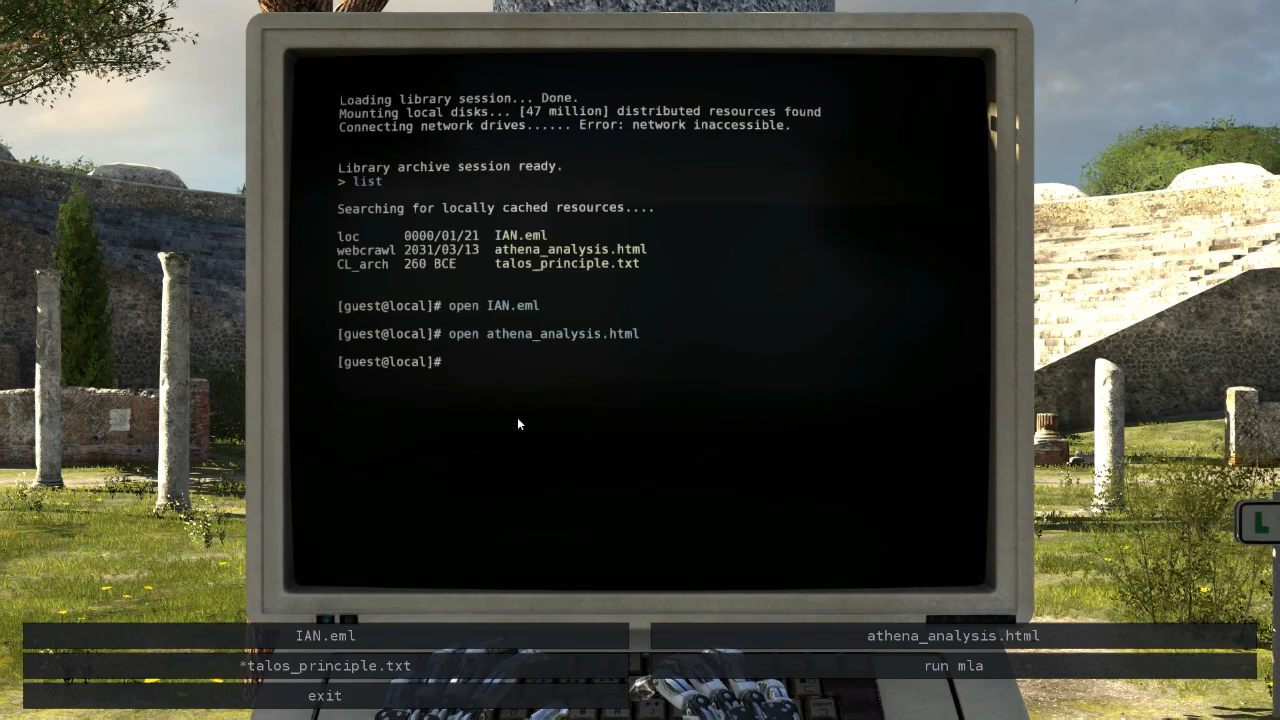 Loading library session... Done.
Mounting local disks... [47 million] distributed resources found
Connecting network drives...... Error: network inaccessible.
Library archive session ready.
> list
Searching for locally cached resources....
loc 0000/01/21 IAN.eml
webcrawl 2031/03/13 athena_analysis.html
CL_arch 260 BCE talos_principle.txt
[guest@local]# open IAN.eml
[guest@local]# open athena_analysis.html
[guest@local]#
L
IAN.eml
athena_analysis.html
*talos_principle.txt
run mla
exit